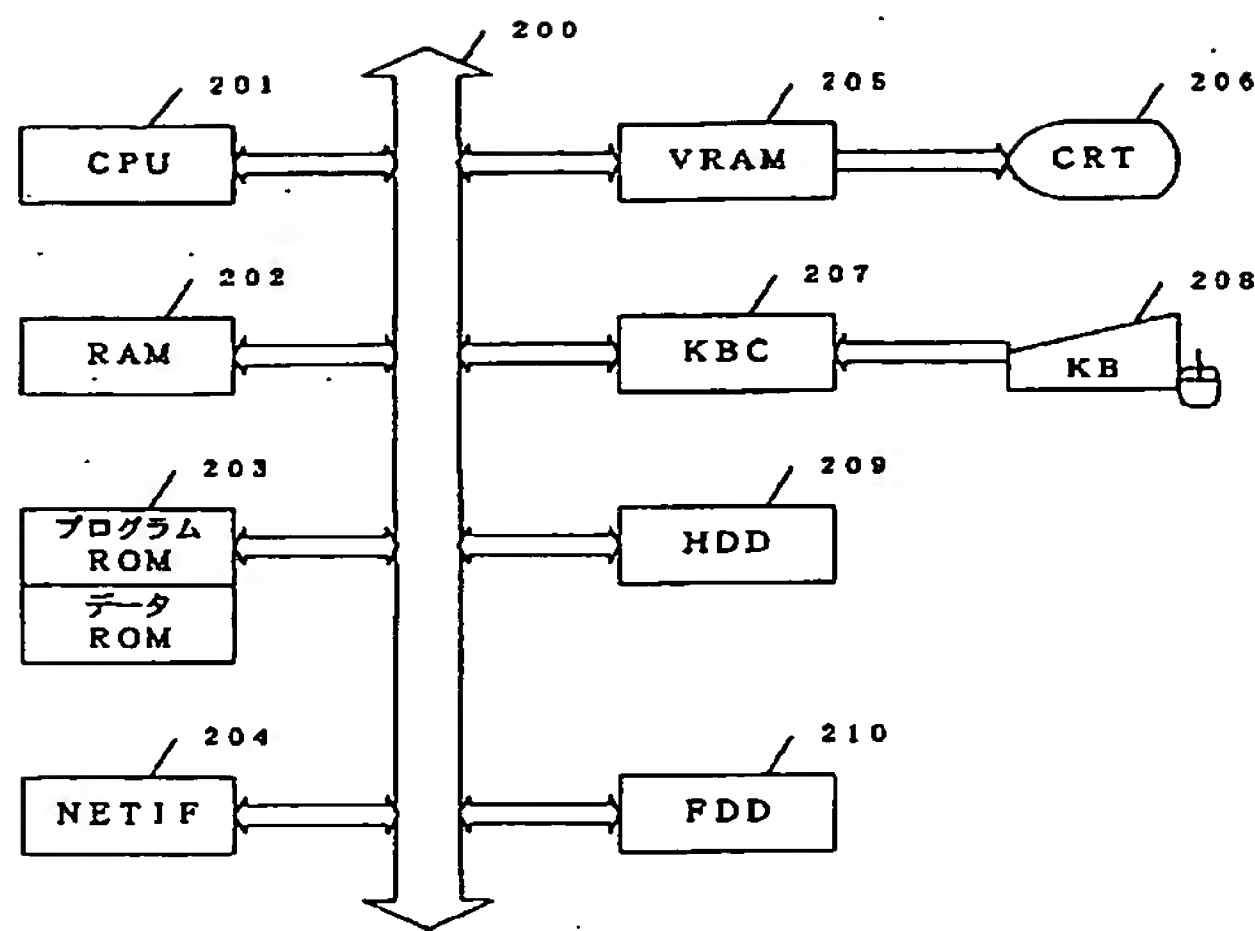 200
201
205
206
CPU
VRAM
CRT
202
207
208
RAM
KBC
KB
203
209
プログラム
ROM
HDD
データ
ROM
204
210
NETIF
FDD